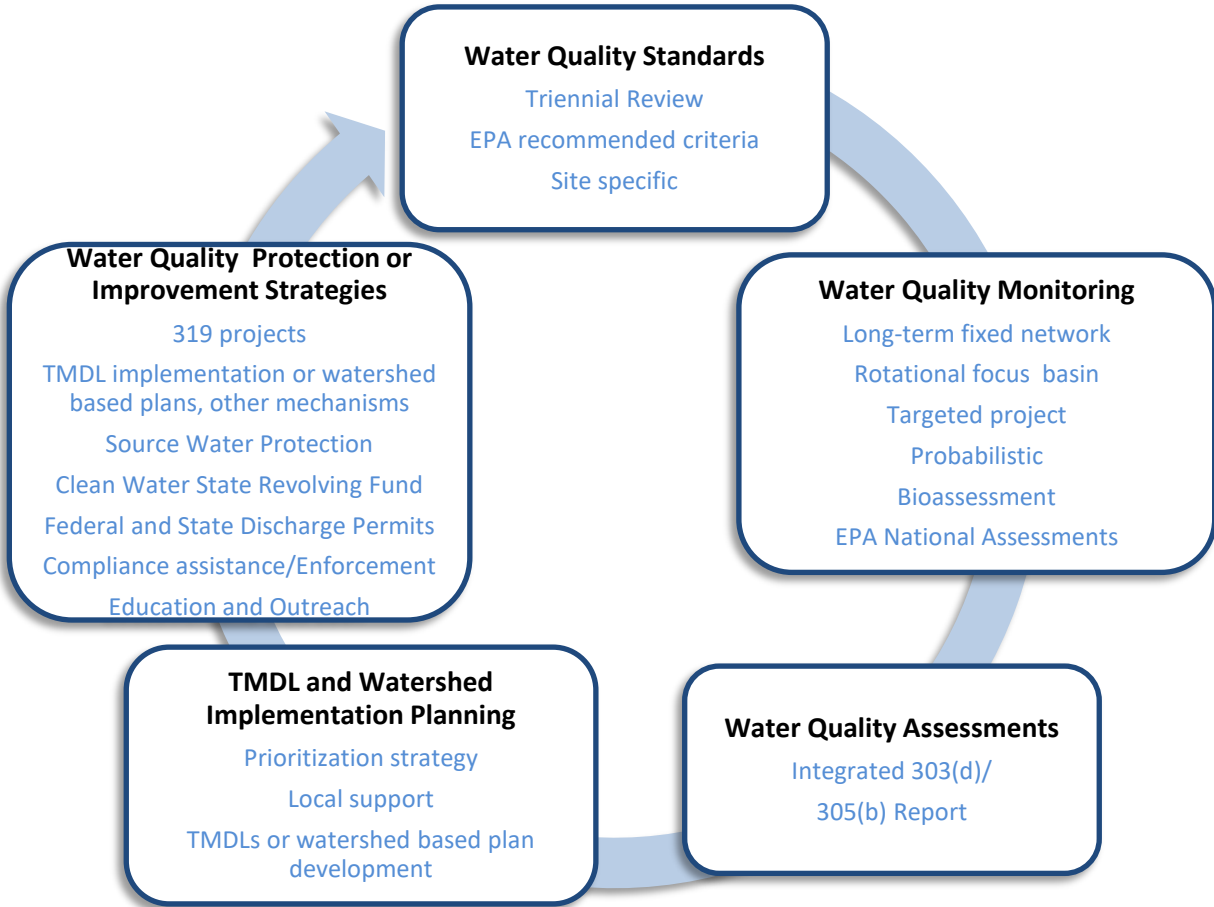 Water Quality Standards
Triennial Review
EPA recommended criteria
Site specific
Water Quality Monitoring
Long-term fixed network
Rotational focus basin
Targeted project
Probabilistic
Bioassessment
EPA National Assessments
Water Quality Assessments
Integrated 303(d)/
305(b) Report
TMDL and Watershed
Implementation Planning
Prioritization strategy
Local support
TMDLs or watershed based plan
development
Water Quality Protection or
Improvement Strategies
319 projects
TMDL implementation or watershed
based plans, other mechanisms
Source Water Protection
Clean Water State Revolving Fund
Federal and State Discharge Permits
Compliance assistance/Enforcement
Education and Outreach